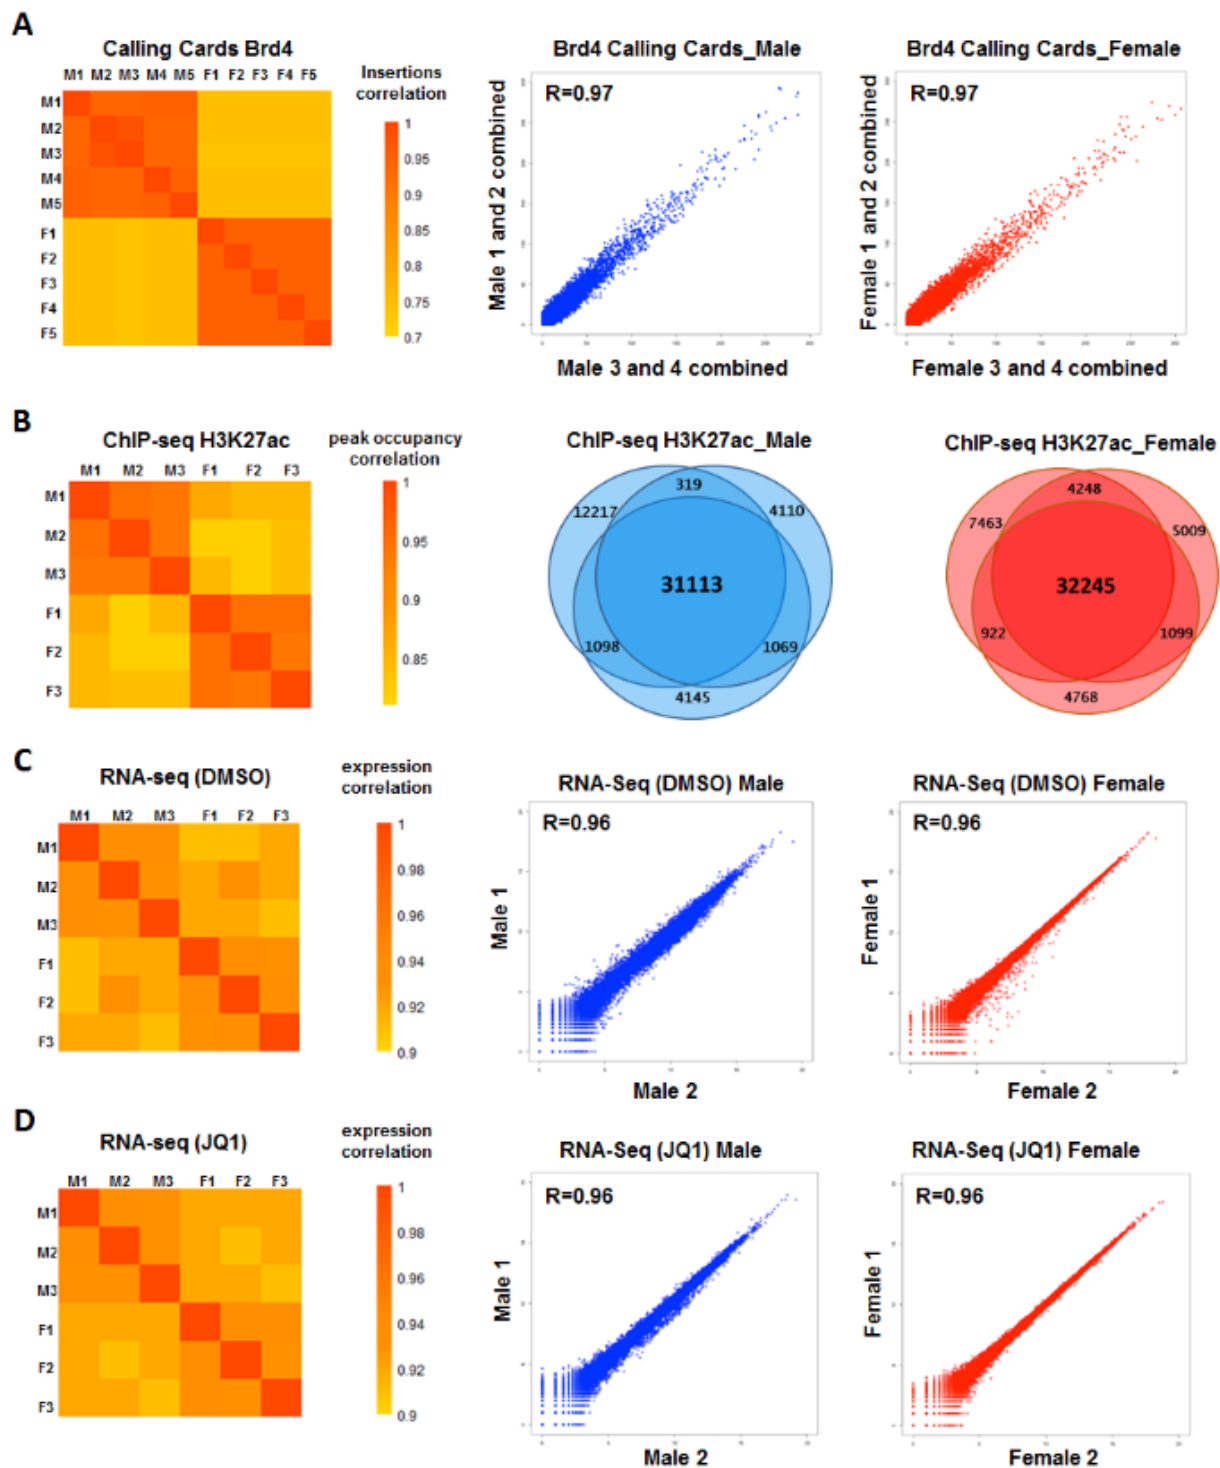 A
Calling Cards Brd4
M1 M2 M3 M4 M5 F1 F2 F3 F4 F5
M1
M2
M3
M4
M5
F1
F2
F3
F4
F5
Insertions
correlation
1
0.95
0.9
0.85
0.8
0.75
0.7
Brd4 Calling Cards_Male
R=0.97
Male 1 and 2 combined
Male 3 and 4 combined
Brd4 Calling Cards_Female
R=0.97
Female 1 and 2 combined
Female 3 and 4 combined
B
ChIP-seq H3K27ac
M1 M2 M3 F1 F2 F3
M1
M2
M3
F1
F2
F3
peak occupancy
correlation
1
0.95
0.9
0.85
ChIP-seq H3K27ac_Male
319
12217
4110
31113
1098
1069
4145
ChIP-seq H3K27ac_Female
4248
7463
5009
32245
922
1099
4768
C
RNA-seq (DMSO)
M1 M2 M3 F1 F2 F3
M1
M2
M3
F1
F2
F3
expression
correlation
1
0.98
0.96
0.94
0.92
0.9
RNA-Seq (DMSO) Male
R=0.96
Male 1
Male 2
RNA-Seq (DMSO) Female
R=0.96
Female 1
Female 2
D
RNA-seq (JQ1)
M1 M2 M3 F1 F2 F3
M1
M2
M3
F1
F2
F3
expression
correlation
1
0.98
0.96
0.94
0.92
0.9
RNA-Seq (JQ1) Male
R=0.96
Male 1
Male 2
RNA-Seq (JQ1) Female
R=0.96
Female 1
Female 2